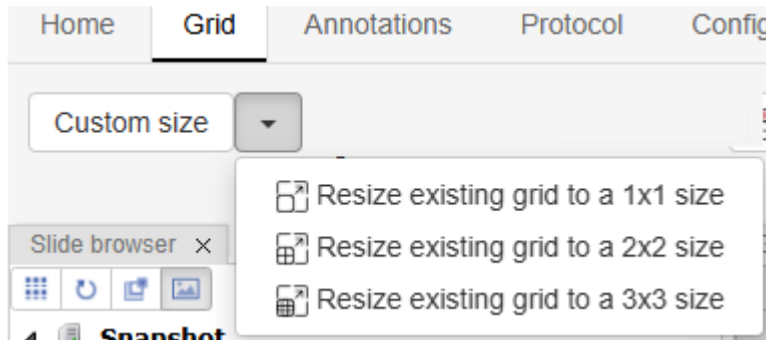 Home Grid Annotations Protocol
Custom size
Resize existing grid to a 1x1 size
Resize existing grid to a 2x2 size
Resize existing grid to a 3x3 size
Slide browser x
Snapshot